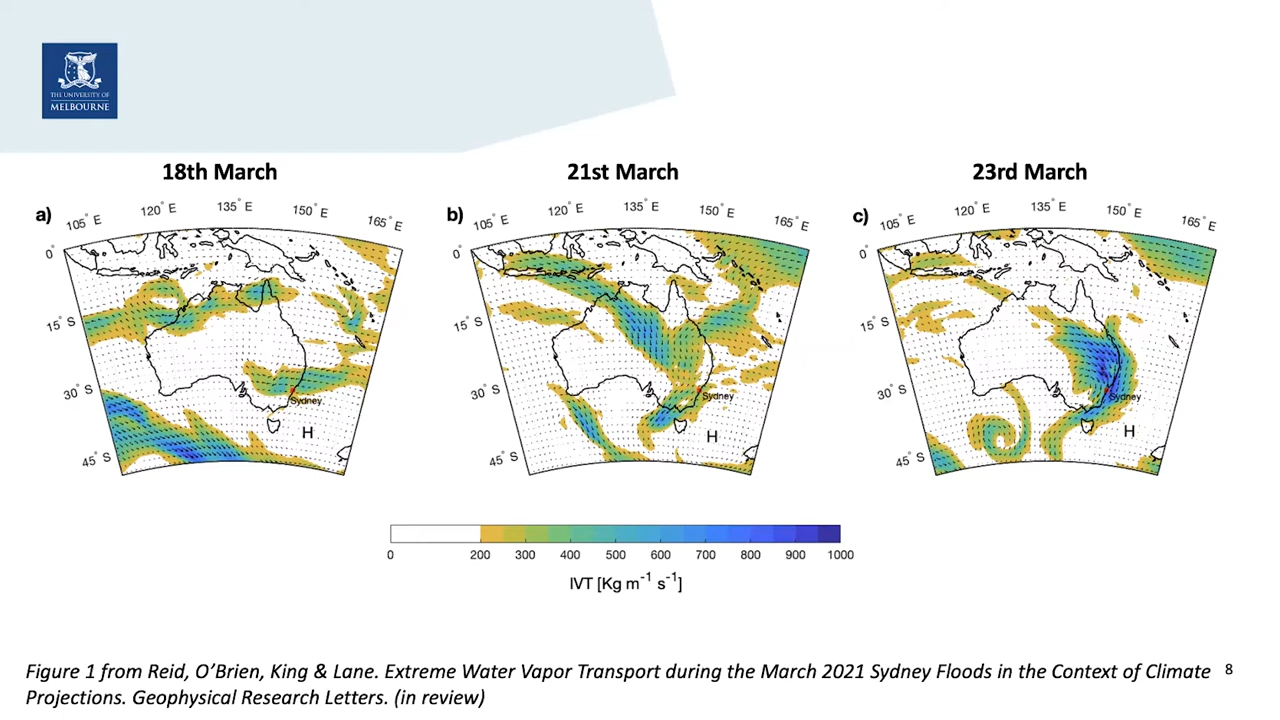 THE UNIVERSITY OF
MELBOURNE
18th March
21st March
23rd March
a)
105° E
120° E
135° E
150° E
165° E
0°
15° S
30° S
45° S
Sydney
H
b)
105° E
120° E
135° E
150° E
165° E
0°
15° S
30° S
45° S
Sydney
H
c)
105° E
120° E
135° E
150° E
165° E
0°
15° S
30° S
45° S
Sydney
H
0 200 300 400 500 600 700 800 900 1000
IVT [Kg m⁻¹ s⁻¹]
Figure 1 from Reid, O’Brien, King & Lane. Extreme Water Vapor Transport during the March 2021 Sydney Floods in the Context of Climate
Projections. Geophysical Research Letters. (in review)
8